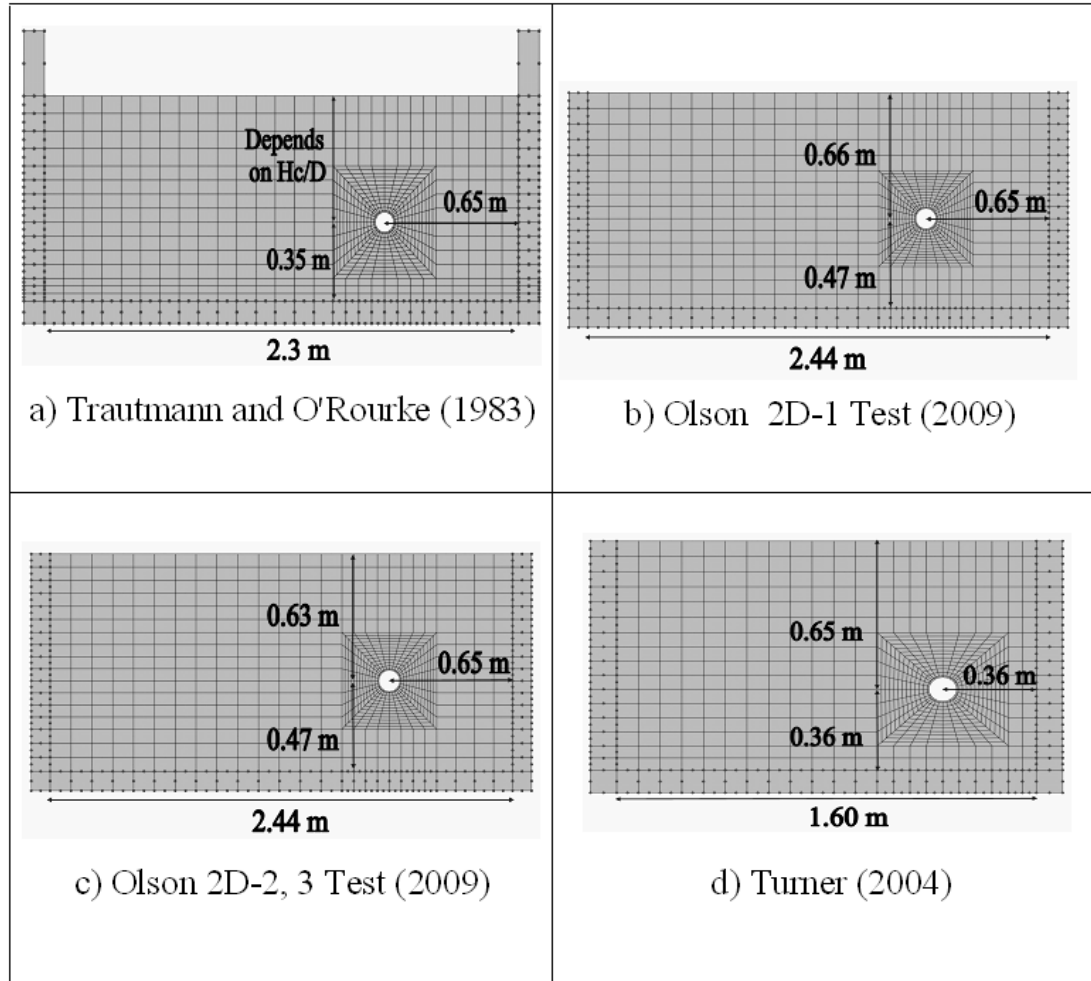 Depends
on Hc/D
0.65 m
0.35 m
2.3 m
a) Trautmann and O'Rourke (1983)
0.66 m
0.65 m
0.47 m
2.44 m
b) Olson 2D-1 Test (2009)
0.63 m
0.65 m
0.47 m
2.44 m
c) Olson 2D-2, 3 Test (2009)
0.65 m
0.36 m
0.36 m
1.60 m
d) Turner (2004)